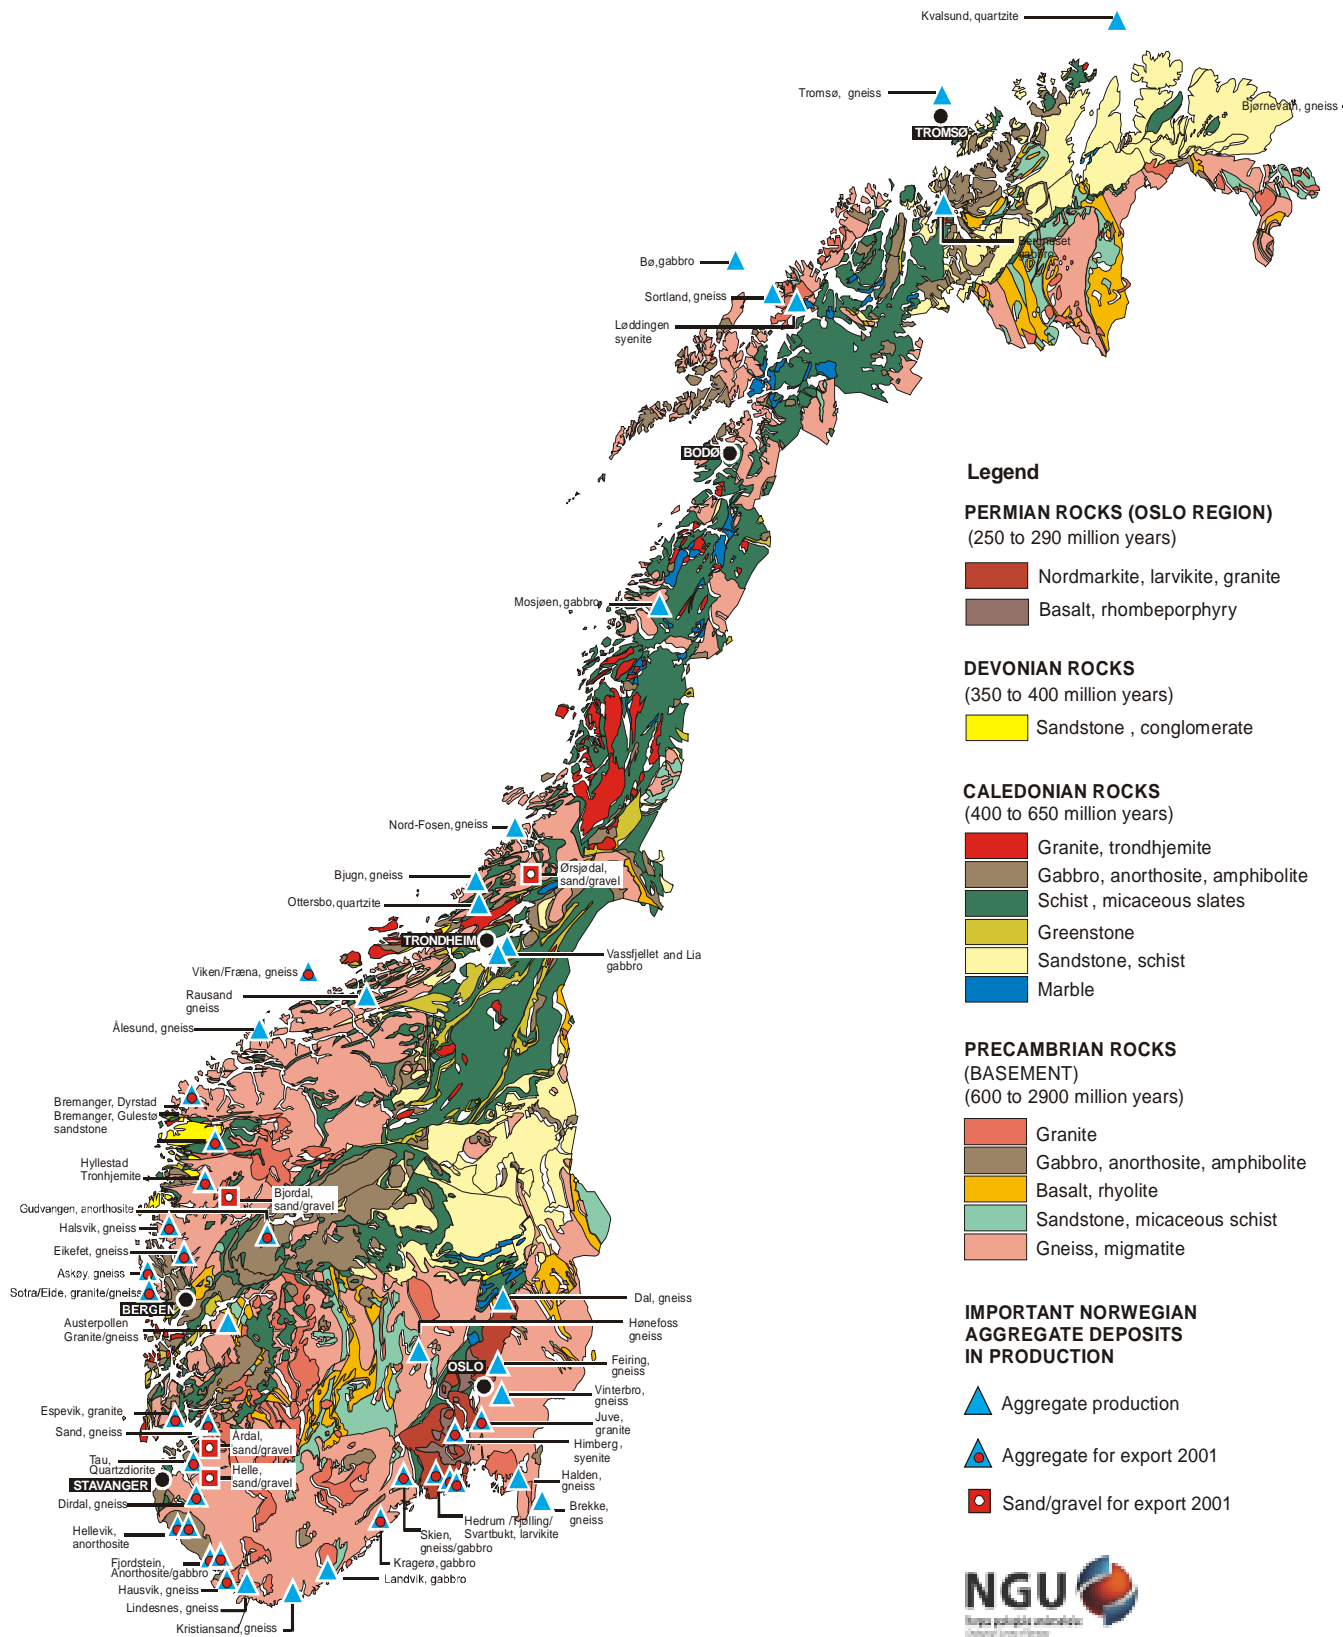 Kvalsund, quartzite
Tromsø, gneiss
TROMSØ
Bjørnevatn, gneiss
Bergneset
gabbro
Bø,gabbro
Sortland, gneiss
Løddingen
syenite
BODØ
Mosjøen, gabbro
Nord-Fosen, gneiss
Bjugn, gneiss
Ørsjødal,
sand/gravel
Ottersbo, quartzite
TRONDHEIM
Vassfjellet and Lia
gabbro
Viken/Fræna, gneiss
Rausand
gneiss
Ålesund, gneiss
Bremanger, Dyrstad
Bremanger, Gulestø
sandstone
Hyllestad
Tronhjemite
Bjordal,
sand/gravel
Gudvangen, anorthosite
Halsvik, gneiss
Eikefet, gneiss
Askøy, gneiss
Sotra/Eide, granite/gneiss
BERGEN
Austerpollen
Granite/gneiss
Dal, gneiss
Hønefoss
gneiss
OSLO
Feiring,
gneiss
Vinterbro,
gneiss
Juve,
granite
Himberg,
syenite
Halden,
gneiss
Brekke,
gneiss
Hedrum /Tjølling/
Svartbukt, larvikite
Skien,
gneiss/gabbro
Kragerø, gabbro
Landvik, gabbro
Espevik, granite
Sand, gneiss
Årdal,
sand/gravel
Tau,
Quartzdiorite
Helle,
sand/gravel
STAVANGER
Dirdal, gneiss
Hellevik,
anorthosite
Fjordstein,
Anorthosite/gabbro
Hausvik, gneiss
Lindesnes, gneiss
Kristiansand, gneiss
Legend
PERMIAN ROCKS (OSLO REGION)
(250 to 290 million years)
Nordmarkite, larvikite, granite
Basalt, rhombeporphyry
DEVONIAN ROCKS
(350 to 400 million years)
Sandstone , conglomerate
CALEDONIAN ROCKS
(400 to 650 million years)
Granite, trondhjemite
Gabbro, anorthosite, amphibolite
Schist , micaceous slates
Greenstone
Sandstone, schist
Marble
PRECAMBRIAN ROCKS
(BASEMENT)
(600 to 2900 million years)
Granite
Gabbro, anorthosite, amphibolite
Basalt, rhyolite
Sandstone, micaceous schist
Gneiss, migmatite
IMPORTANT NORWEGIAN
AGGREGATE DEPOSITS
IN PRODUCTION
Aggregate production
Aggregate for export 2001
Sand/gravel for export 2001
NGU
Norges geologiske undersøkelse